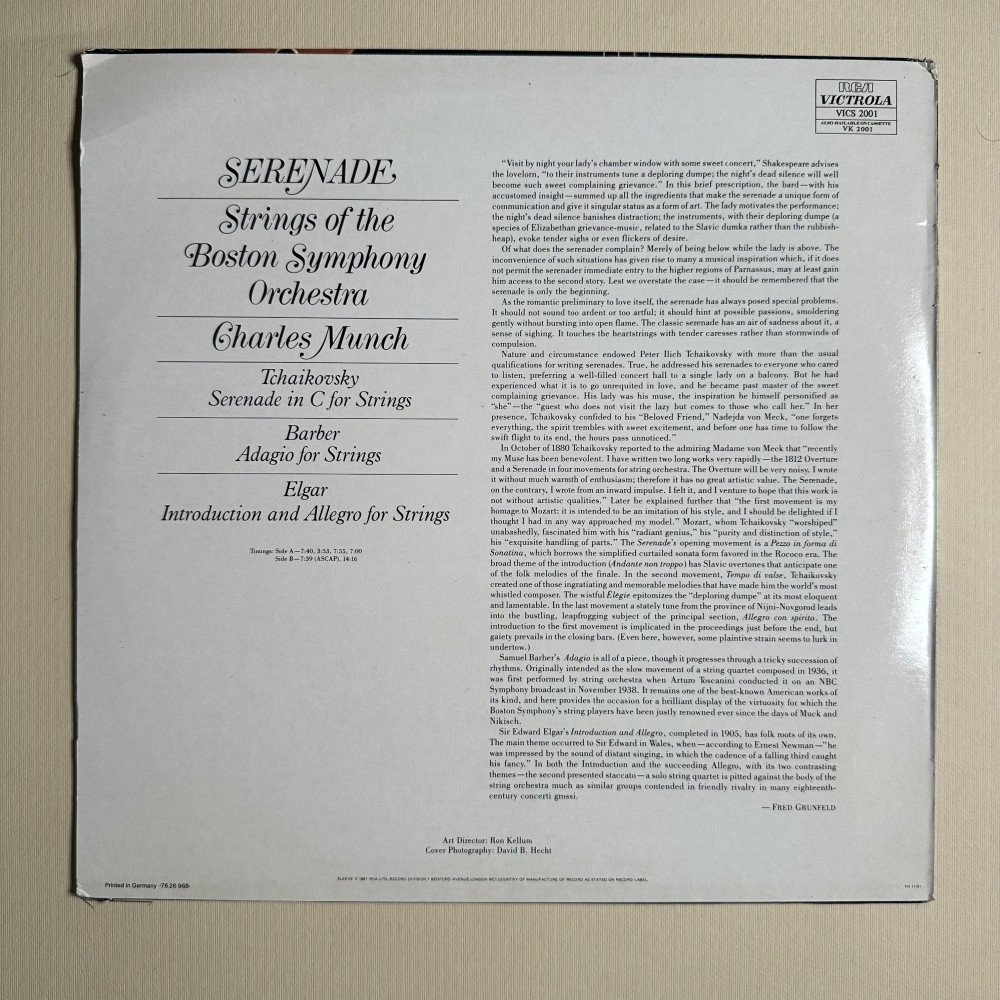 RCA
VICTROLA
VICS 2001
ALSO AVAILABLE ON CASSETTE
VK 2001
SERENADE
Strings of the
Boston Symphony
Orchestra
Charles Munch
Tchaikovsky
Serenade in C for Strings
Barber
Adagio for Strings
Elgar
Introduction and Allegro for Strings
Timings: Side A—7:40, 3:53, 7:55, 7:00
Side B—7:39 (ASCAP), 14:16
"Visit by night your lady's chamber window with some sweet concert," Shakespeare advises
the lovelorn, "to their instruments tune a deploring dumpe; the night's dead silence will well
become such sweet complaining grievance." In this brief prescription, the bard—with his
accustomed insight—summed up all the ingredients that make the serenade a unique form of
communication and give it singular status as a form of art. The lady motivates the performance;
the night's dead silence banishes distraction; the instruments, with their deploring dumpe (a
species of Elizabethan grievance-music, related to the Slavic dumka rather than the rubbish-
heap), evoke tender sighs or even flickers of desire.
Of what does the serenader complain? Merely of being below while the lady is above. The
inconvenience of such situations has given rise to many a musical inspiration which, if it does
not permit the serenader immediate entry to the higher regions of Parnassus, may at least gain
him access to the second story. Lest we overstate the case—it should be remembered that the
serenade is only the beginning.
As the romantic preliminary to love itself, the serenade has always posed special problems.
It should not sound too ardent or too artful; it should hint at possible passions, smoldering
gently without bursting into open flame. The classic serenade has an air of sadness about it, a
sense of sighing. It touches the heartstrings with tender caresses rather than stormwinds of
compulsion.
Nature and circumstance endowed Peter Ilich Tchaikovsky with more than the usual
qualifications for writing serenades. True, he addressed his serenades to everyone who cared
to listen, preferring a well-filled concert hall to a single lady on a balcony. But he had
experienced what it is to go unrequited in love, and he became past master of the sweet
complaining grievance. His lady was his muse, the inspiration he himself personified as
"she"—the "guest who does not visit the lazy but comes to those who call her." In her
presence, Tchaikovsky confided to his "Beloved Friend," Nadejda von Meck, "one forgets
everything, the spirit trembles with sweet excitement, and before one has time to follow the
swift flight to its end, the hours pass unnoticed."
In October of 1880 Tchaikovsky reported to the admiring Madame von Meck that "recently
my Muse has been benevolent. I have written two long works very rapidly—the 1812 Overture
and a Serenade in four movements for string orchestra. The Overture will be very noisy. I wrote
it without much warmth of enthusiasm; therefore it has no great artistic value. The Serenade,
on the contrary, I wrote from an inward impulse. I felt it, and I venture to hope that this work is
not without artistic qualities." Later he explained further that "the first movement is my
homage to Mozart: it is intended to be an imitation of his style, and I should be delighted if I
thought I had in any way approached my model." Mozart, whom Tchaikovsky "worshiped"
unabashedly, fascinated him with his "radiant genius," his "purity and distinction of style,"
his "exquisite handling of parts." The Serenade's opening movement is a Pezzo in forma di
Sonatina, which borrows the simplified curtailed sonata form favored in the Rococo era. The
broad theme of the introduction (Andante non troppo) has Slavic overtones that anticipate one
of the folk melodies of the finale. In the second movement, Tempo di valse, Tchaikovsky
created one of those ingratiating and memorable melodies that have made him the world's most
whistled composer. The wistful Élégie epitomizes the "deploring dumpe" at its most eloquent
and lamentable. In the last movement a stately tune from the province of Nijni-Novgorod leads
into the bustling, leapfrogging subject of the principal section, Allegro con spirito. The
introduction to the first movement is implicated in the proceedings just before the end, but
gaiety prevails in the closing bars. (Even here, however, some plaintive strain seems to lurk in
undertow.)
Samuel Barber's Adagio is all of a piece, though it progresses through a tricky succession of
rhythms. Originally intended as the slow movement of a string quartet composed in 1936, it
was first performed by string orchestra when Arturo Toscanini conducted it on an NBC
Symphony broadcast in November 1938. It remains one of the best-known American works of
its kind, and here provides the occasion for a brilliant display of the virtuosity for which the
Boston Symphony's string players have been justly renowned ever since the days of Muck and
Nikisch.
Sir Edward Elgar's Introduction and Allegro, completed in 1905, has folk roots of its own.
The main theme occurred to Sir Edward in Wales, when—according to Ernest Newman—"he
was impressed by the sound of distant singing, in which the cadence of a falling third caught
his fancy." In both the Introduction and the succeeding Allegro, with its two contrasting
themes—the second presented staccato—a solo string quartet is pitted against the body of the
string orchestra much as similar groups contended in friendly rivalry in many eighteenth-
century concerti grossi.
— FRED GRUNFELD
Art Director: Ron Kellum
Cover Photography: David B. Hecht
SLEEVE © 1981 RCA LTD, RECORD DIVISION, 1 BEDFORD AVENUE, LONDON WC1 COUNTRY OF MANUFACTURE OF RECORD AS STATED ON RECORD LABEL.
Printed in Germany ·76.26 968·